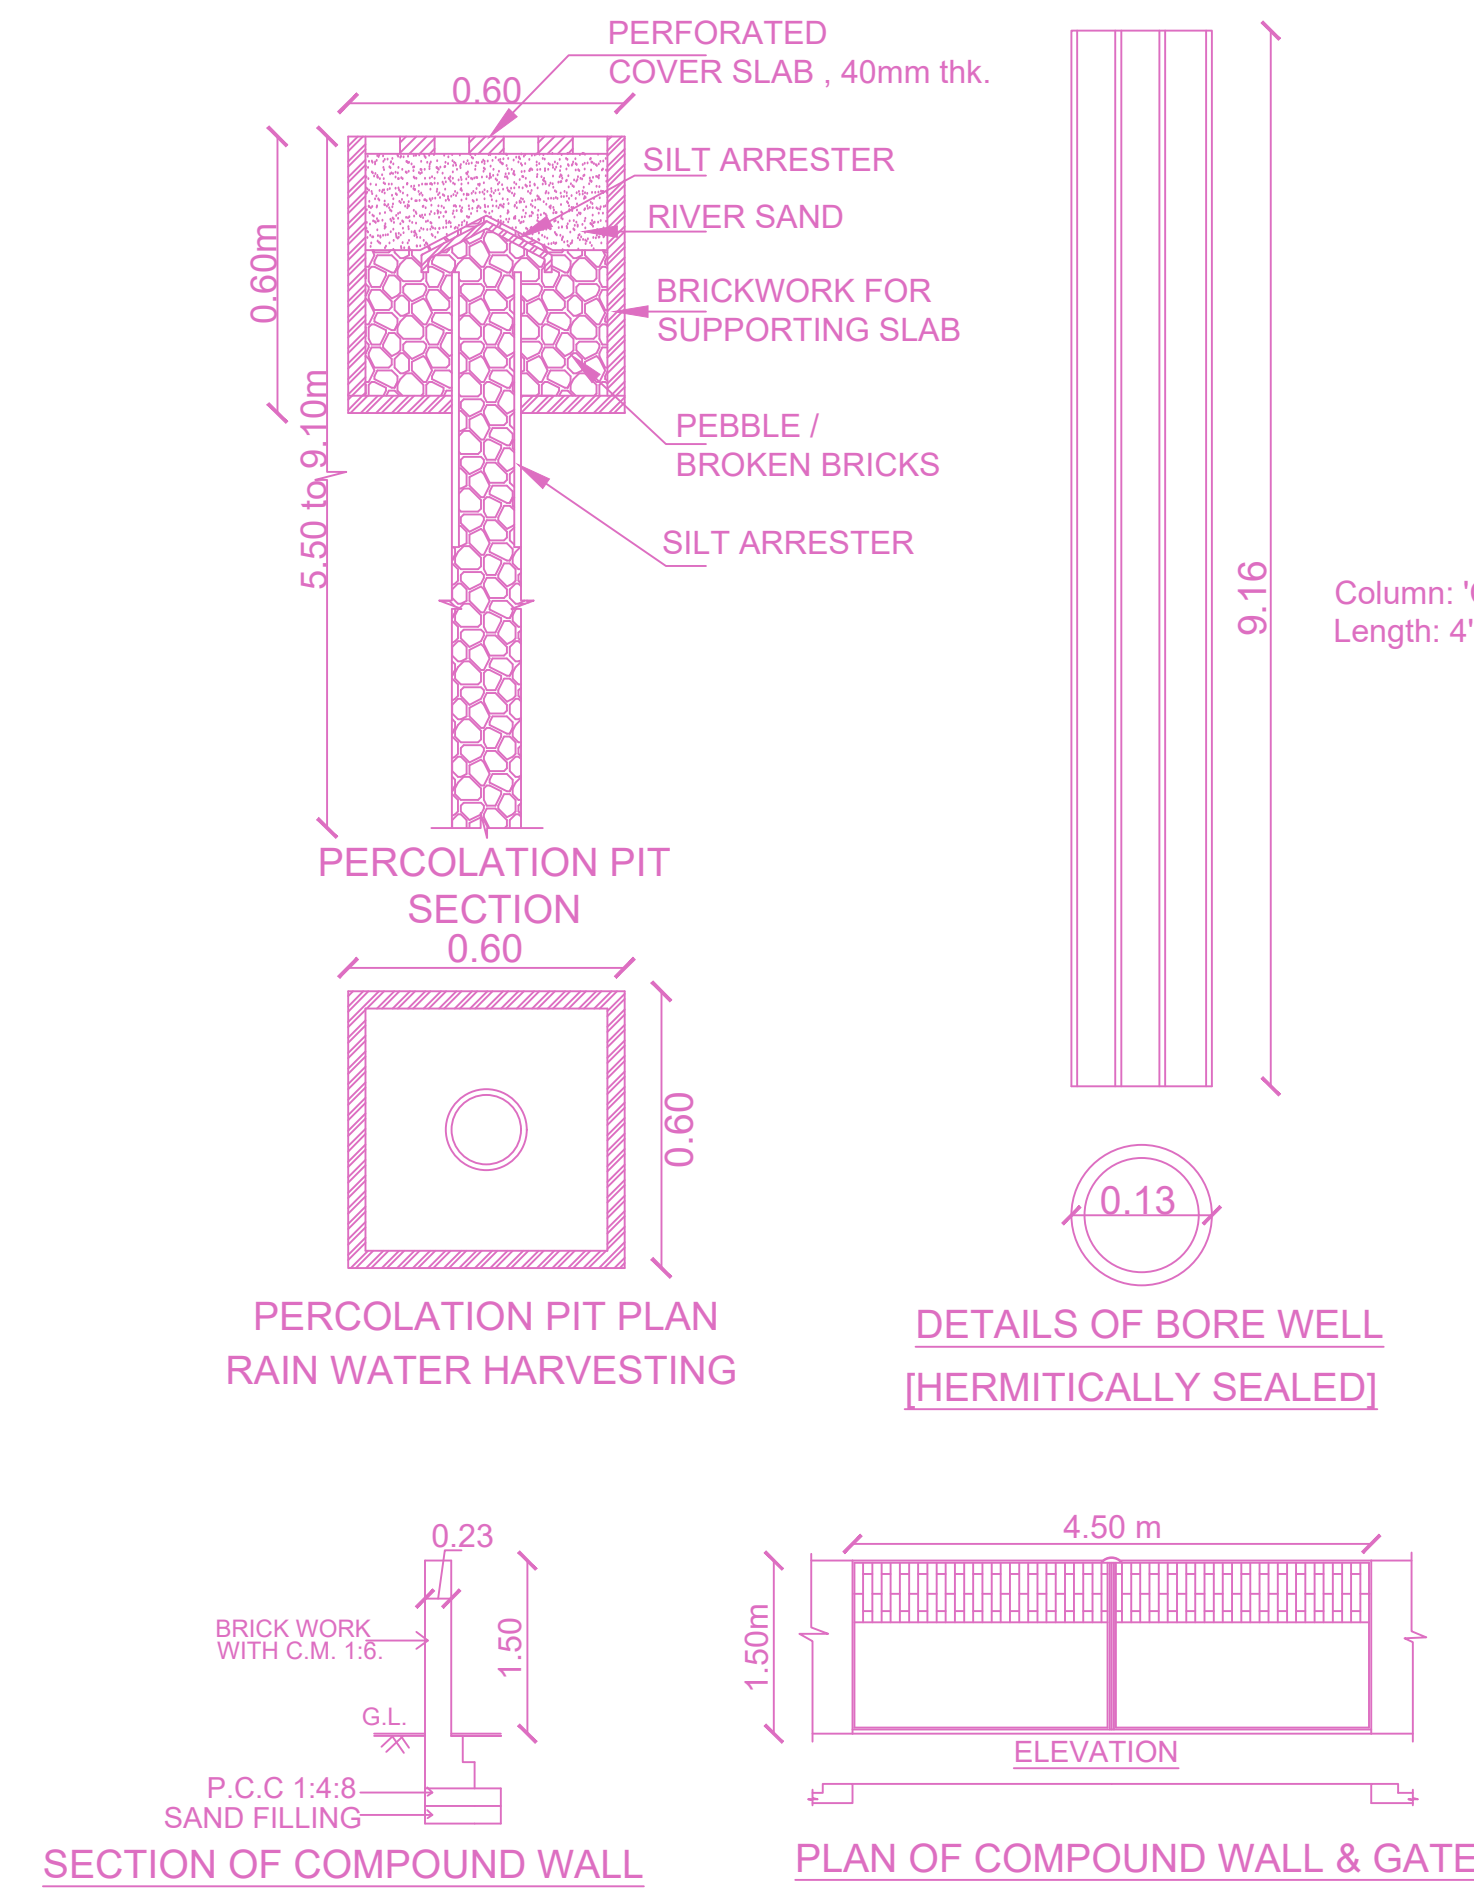 PERFORATED
COVER SLAB , 40mm thk.
0.60
SILT ARRESTER
RIVER SAND
0.60m
BRICKWORK FOR
SUPPORTING SLAB
5.50 to 9.10m
PEBBLE /
BROKEN BRICKS
SILT ARRESTER
9.16
Column:
Length: 4'
PERCOLATION PIT
SECTION
0.60
0.60
0.13
PERCOLATION PIT PLAN
RAIN WATER HARVESTING
DETAILS OF BORE WELL
[HERMITICALLY SEALED]
0.23
BRICK WORK
WITH C.M. 1:6.
1.50
G.L.
P.C.C 1:4:8
SAND FILLING
SECTION OF COMPOUND WALL
4.50 m
1.50m
ELEVATION
PLAN OF COMPOUND WALL & GATE